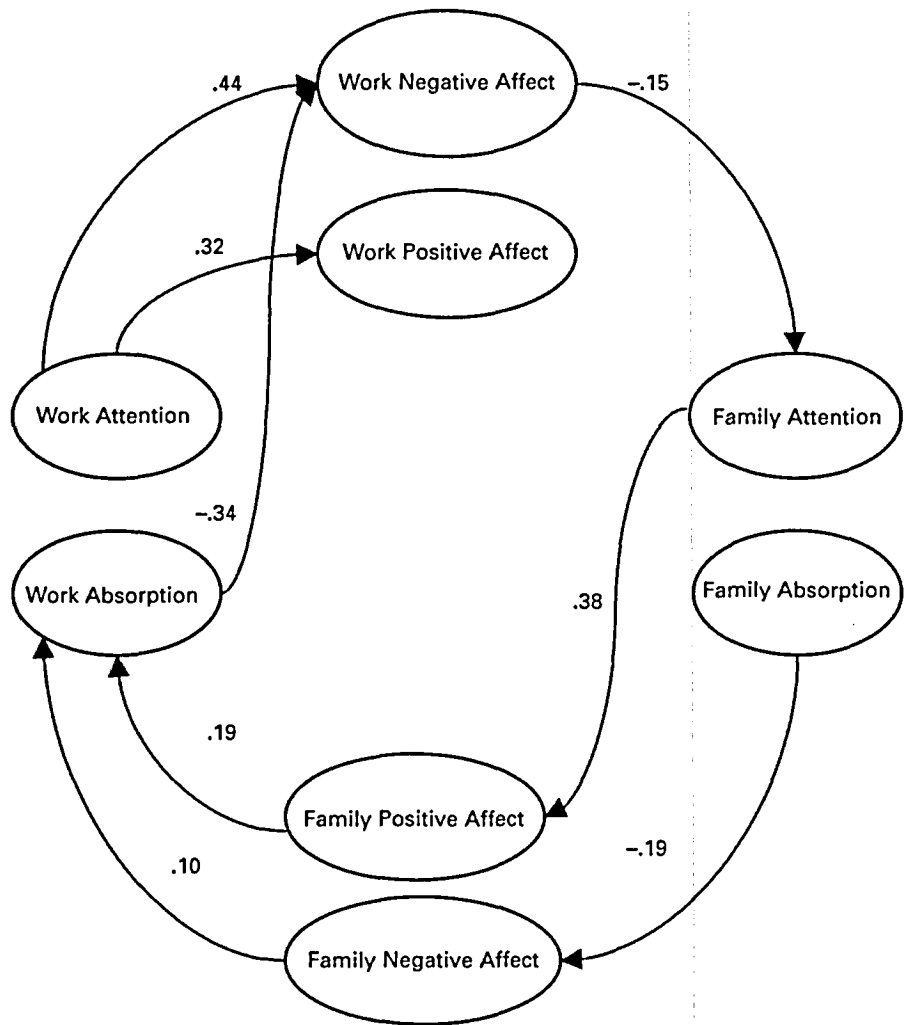 Work Negative Affect
.44
–.15
Work Positive Affect
.32
Work Attention
Family Attention
–.34
Work Absorption
Family Absorption
.38
.19
Family Positive Affect
–.19
.10
Family Negative Affect